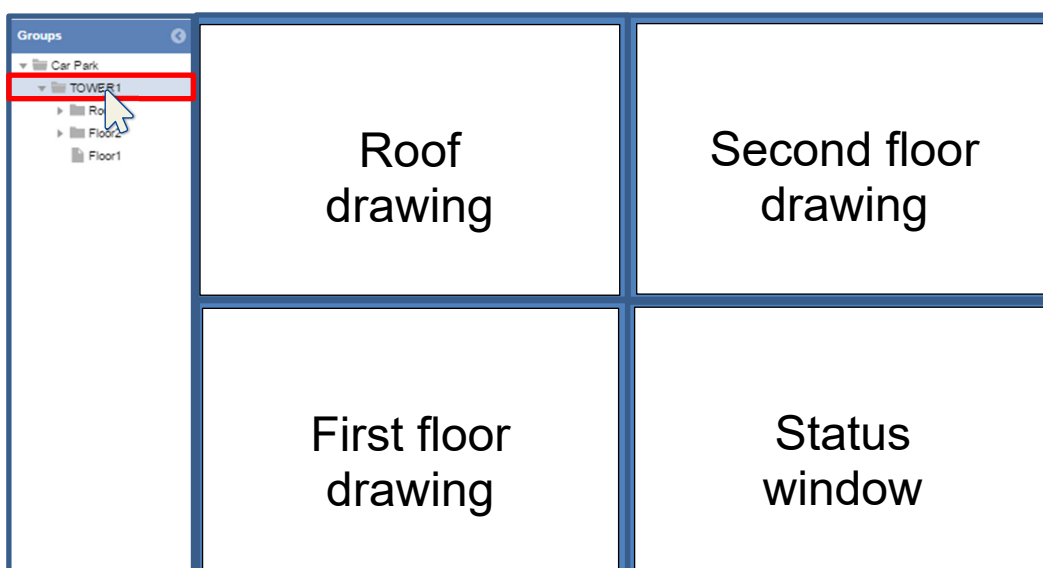 Groups
Car Park
TOWER1
Floor2
Floor1
Roof
drawing
Second floor
drawing
First floor
drawing
Status
window